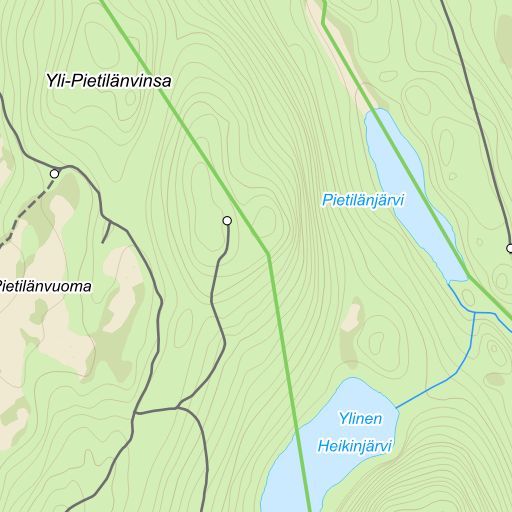 Yli-Pietilänvinsa
Pietilänjärvi
Pietilänvuoma
Ylinen
Heikinjärvi